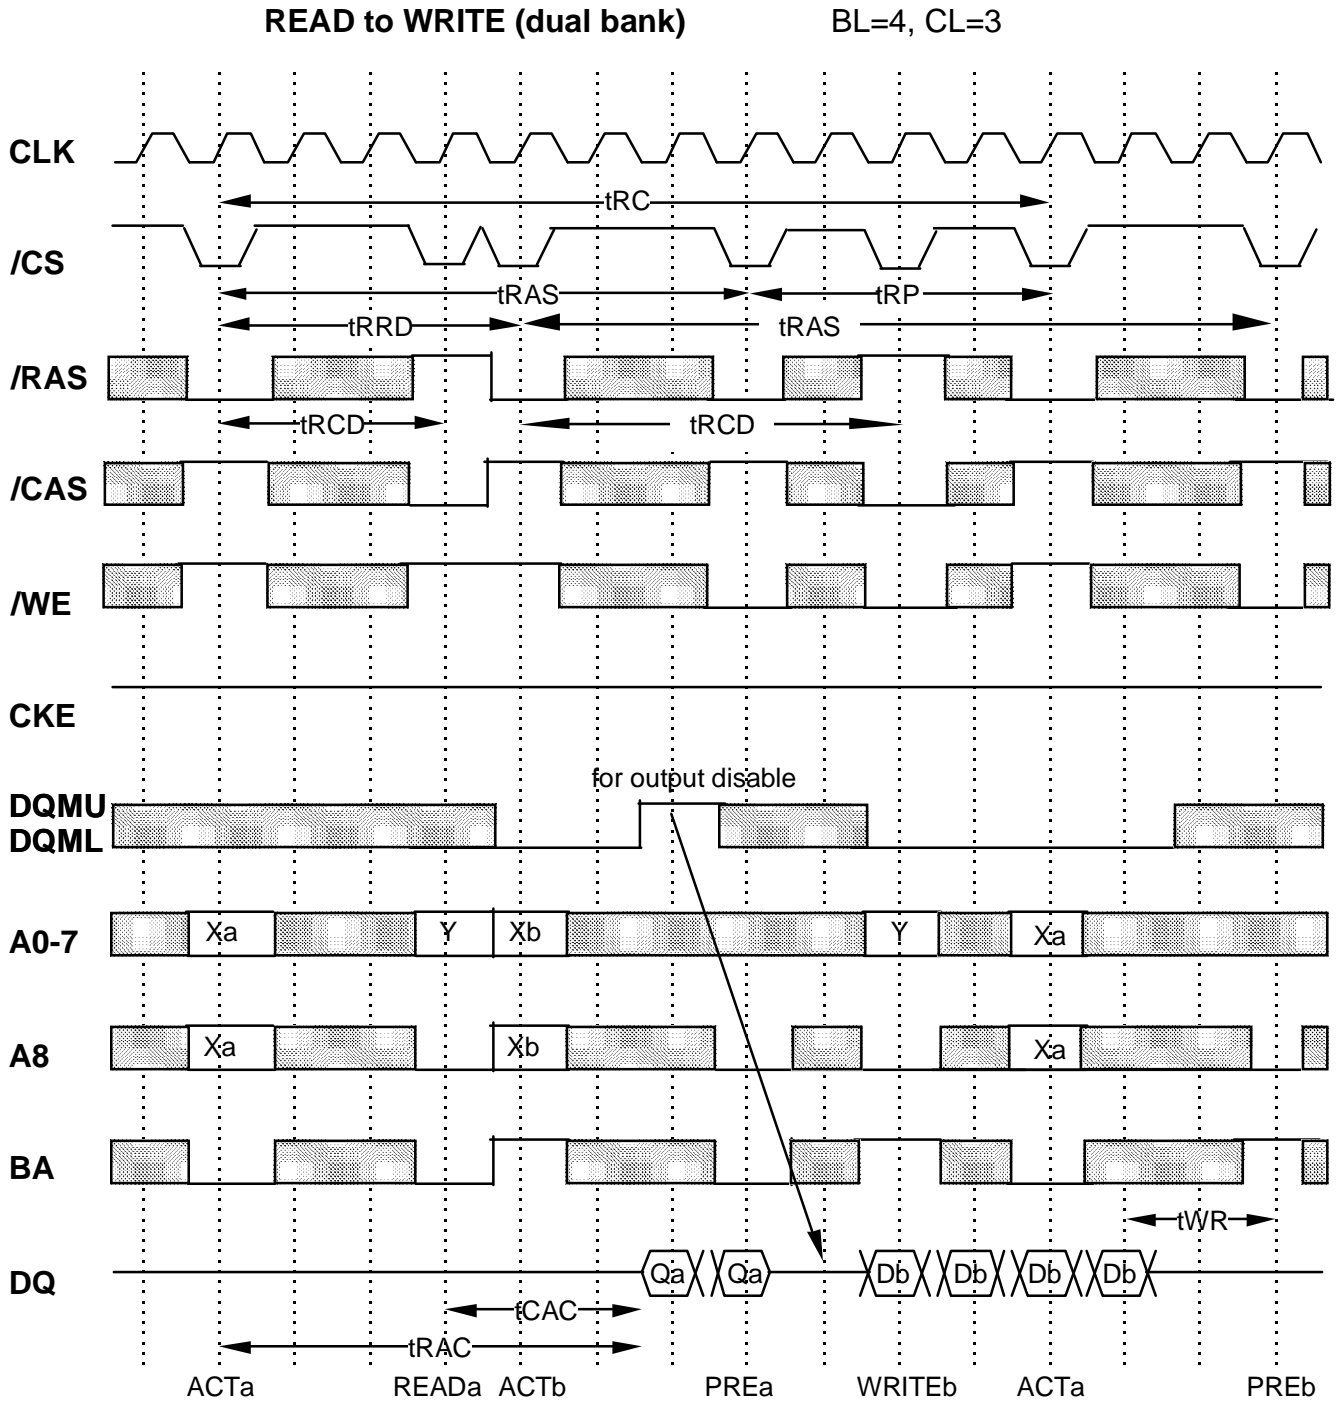 READ to WRITE (dual bank) BL=4, CL=3
CLK
tRC
/CS
tRAS tRP
tRRD tRAS
/RAS
tRCD tRCD
/CAS
/WE
CKE
for output disable
DQMU
DQML
A0-7 Xa Y Xb Y Xa
A8 Xa Xb Xa
BA
tWR
DQ Qa Qa Db Db Db Db
tCAC
tRAC
ACTa READa ACTb PREa WRITEb ACTa PREb